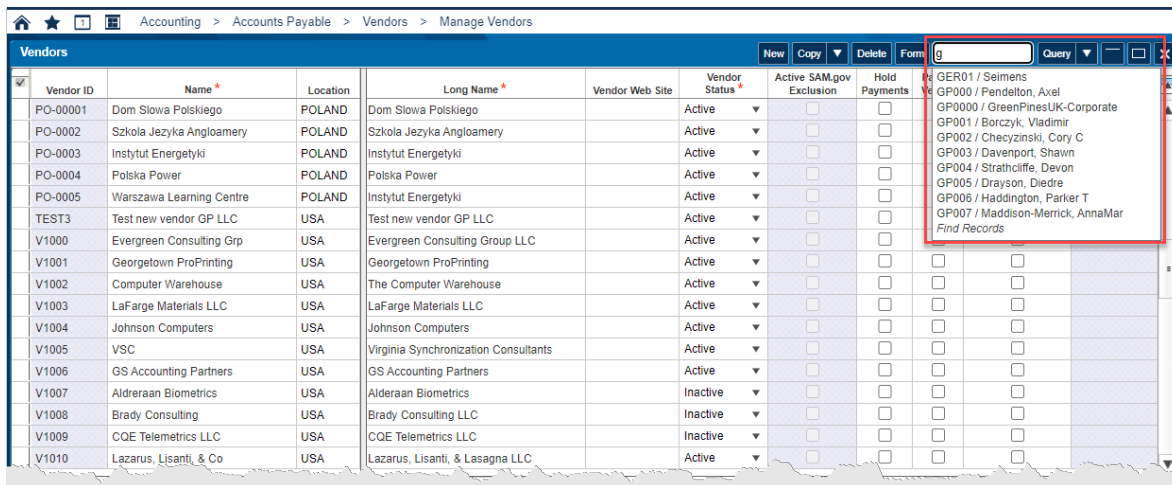 1 Accounting > Accounts Payable > Vendors > Manage Vendors
Vendors New Copy ▼ Delete Form g Query ▼
Vendor ID Name * Location Long Name * Vendor Web Site Vendor Status * Active SAM.gov Exclusion Hold Payments
PO-00001 Dom Slowa Polskiego POLAND Dom Slowa Polskiego Active
PO-0002 Szkola Jezyka Angloamery POLAND Szkola Jezyka Angloamery Active
PO-0003 Instytut Energetyki POLAND Instytut Energetyki Active
PO-0004 Polska Power POLAND Polska Power Active
PO-0005 Warszawa Learning Centre POLAND Instytut Energetyki Active
TEST3 Test new vendor GP LLC USA Test new vendor GP LLC Active
V1000 Evergreen Consulting Grp USA Evergreen Consulting Group LLC Active
V1001 Georgetown ProPrinting USA Georgetown ProPrinting Active
V1002 Computer Warehouse USA The Computer Warehouse Active
V1003 LaFarge Materials LLC USA LaFarge Materials LLC Active
V1004 Johnson Computers USA Johnson Computers Active
V1005 VSC USA Virginia Synchronization Consultants Active
V1006 GS Accounting Partners USA GS Accounting Partners Active
V1007 Aldreraan Biometrics USA Alderaan Biometrics Inactive
V1008 Brady Consulting USA Brady Consulting LLC Inactive
V1009 CQE Telemetrics LLC USA CQE Telemetrics LLC Inactive
V1010 Lazarus, Lisanti, & Co USA Lazarus, Lisanti, & Lasagna LLC Active
GER01 / Seimens
GP000 / Pendelton, Axel
GP0000 / GreenPinesUK-Corporate
GP001 / Borczyk, Vladimir
GP002 / Checyzinski, Cory C
GP003 / Davenport, Shawn
GP004 / Strathcliffe, Devon
GP005 / Drayson, Diedre
GP006 / Haddington, Parker T
GP007 / Maddison-Merrick, AnnaMar
Find Records